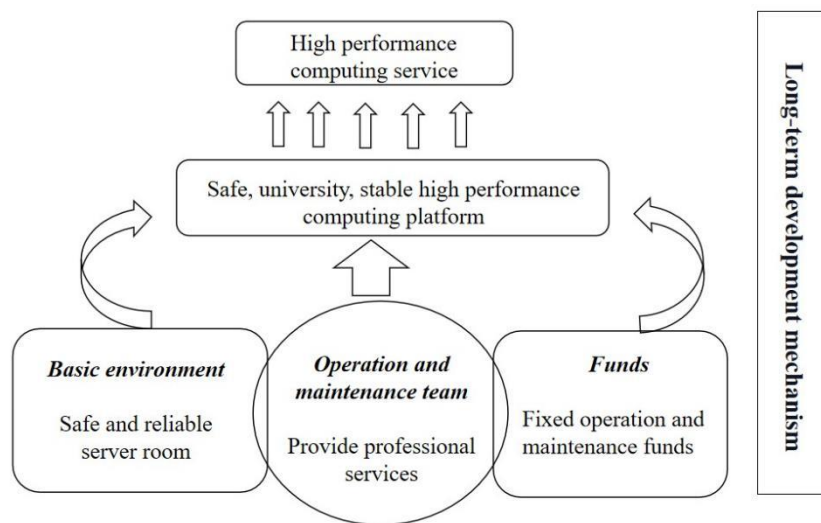 High performance
computing service
Safe, university, stable high performance
computing platform
Basic environment
Safe and reliable
server room
Operation and
maintenance team
Provide professional
services
Funds
Fixed operation and
maintenance funds
Long-term development mechanism